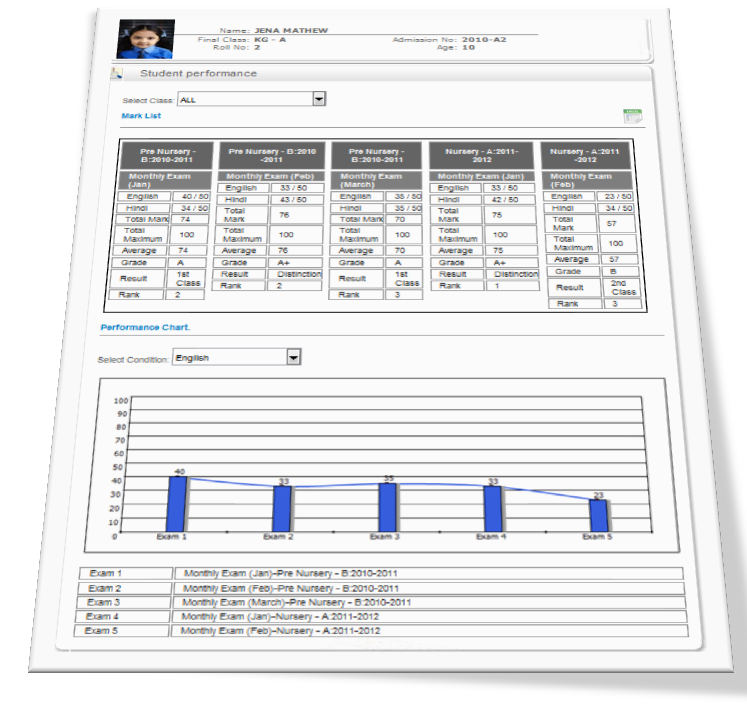 Name: JENA MATHEW
Final Class: KG - A Admission No: 2010-A2
Roll No: 2 Age: 10
Student performance
Select Class: ALL
Mark List
Pre Nursery - B:2010-2011
Monthly Exam (Jan)
English 40 / 50
Hindi 34 / 50
Total Mark 74
Total Maximum 100
Average 74
Grade A
Result 1st Class
Rank 2
Pre Nursery - B:2010-2011
Monthly Exam (Feb)
English 33 / 50
Hindi 43 / 50
Total Mark 76
Total Maximum 100
Average 76
Grade A+
Result Distinction
Rank 2
Pre Nursery - B:2010-2011
Monthly Exam (March)
English 35 / 50
Hindi 35 / 50
Total Mark 70
Total Maximum 100
Average 70
Grade A
Result 1st Class
Rank 3
Nursery - A:2011-2012
Monthly Exam (Jan)
English 33 / 50
Hindi 42 / 50
Total Mark 75
Total Maximum 100
Average 75
Grade A+
Result Distinction
Rank 1
Nursery - A:2011-2012
Monthly Exam (Feb)
English 23 / 50
Hindi 34 / 50
Total Mark 57
Total Maximum 100
Average 57
Grade B
Result 2nd Class
Rank 3
Performance Chart.
Select Condition: English
100
90
80
70
60
50
40
30
20
10
0
40 33 35 33 23
Exam 1 Exam 2 Exam 3 Exam 4 Exam 5
Exam 1 Monthly Exam (Jan)-Pre Nursery - B:2010-2011
Exam 2 Monthly Exam (Feb)-Pre Nursery - B:2010-2011
Exam 3 Monthly Exam (March)-Pre Nursery - B:2010-2011
Exam 4 Monthly Exam (Jan)-Nursery - A:2011-2012
Exam 5 Monthly Exam (Feb)-Nursery - A:2011-2012